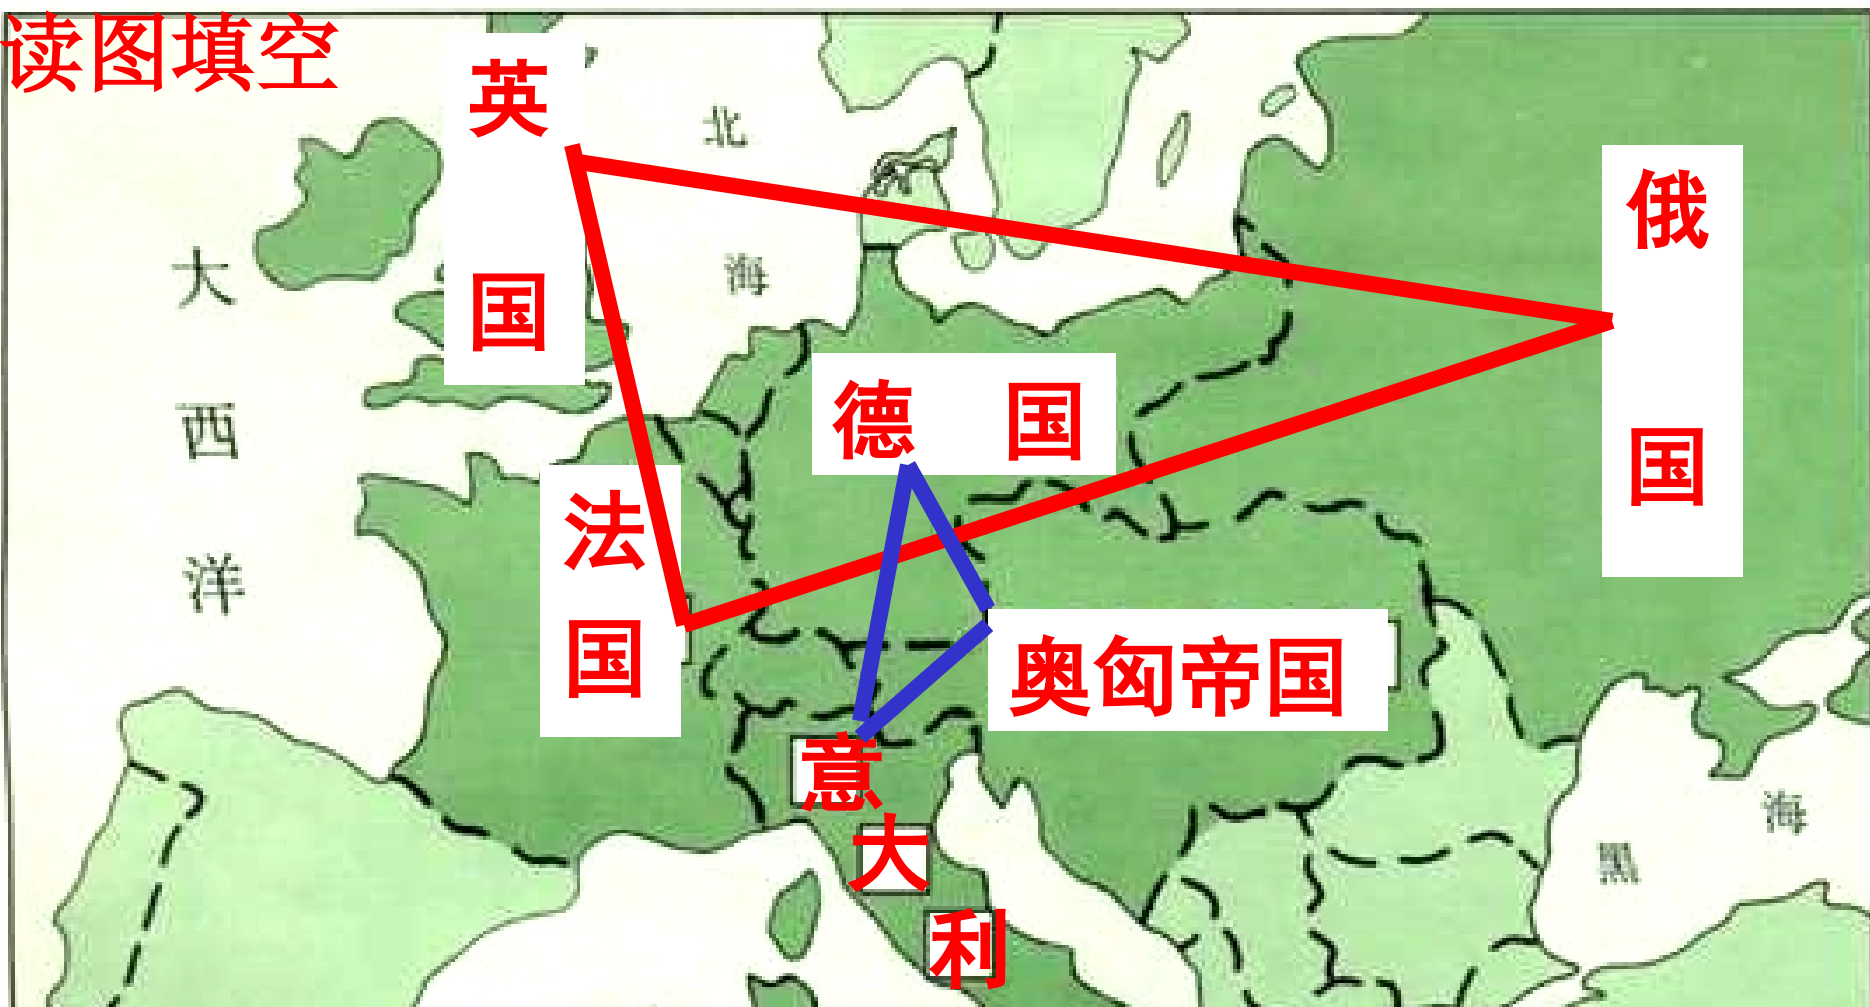 读图填空
英国
北海
大西洋
俄国
德 国
法国
奥匈帝国
意大利
黑海